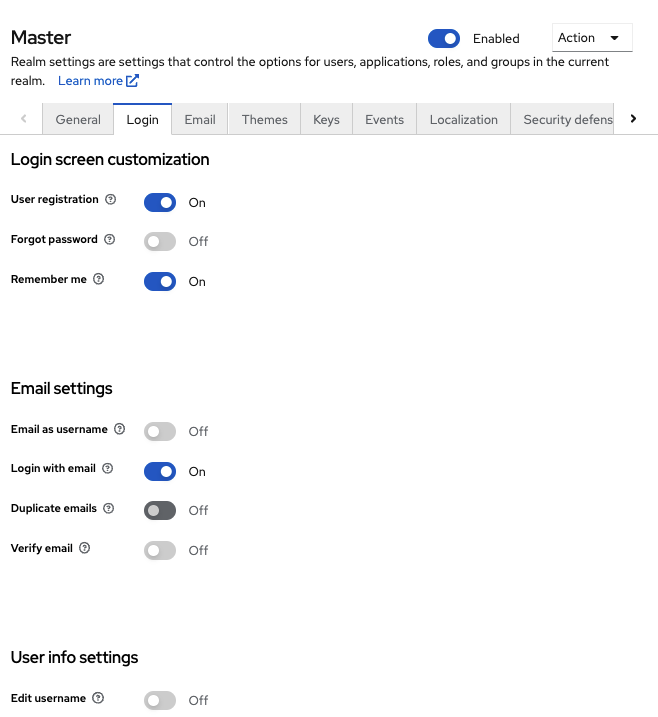 Master
Enabled
Action
Realm settings are settings that control the options for users, applications, roles, and groups in the current
realm. Learn more
General Login Email Themes Keys Events Localization Security defens
Login screen customization
User registration On
Forgot password Off
Remember me On
Email settings
Email as username Off
Login with email On
Duplicate emails Off
Verify email Off
User info settings
Edit username Off